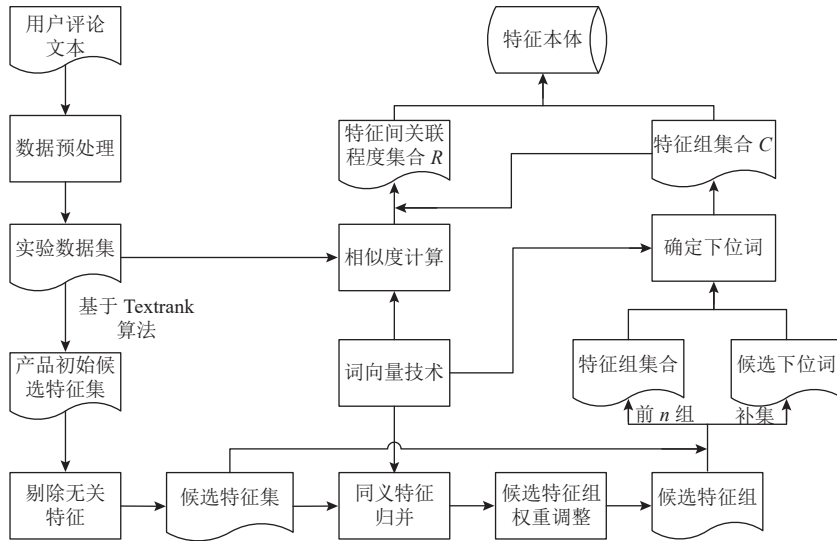 用户评论
文本
特征本体
数据预处理
特征间关联
程度集合 R
特征组集合 C
实验数据集
相似度计算
确定下位词
基于 Textrank
算法
产品初始候
选特征集
词向量技术
特征组集合
候选下位词
前 n 组
补集
剔除无关
特征
候选特征集
同义特征
归并
候选特征组
权重调整
候选特征组